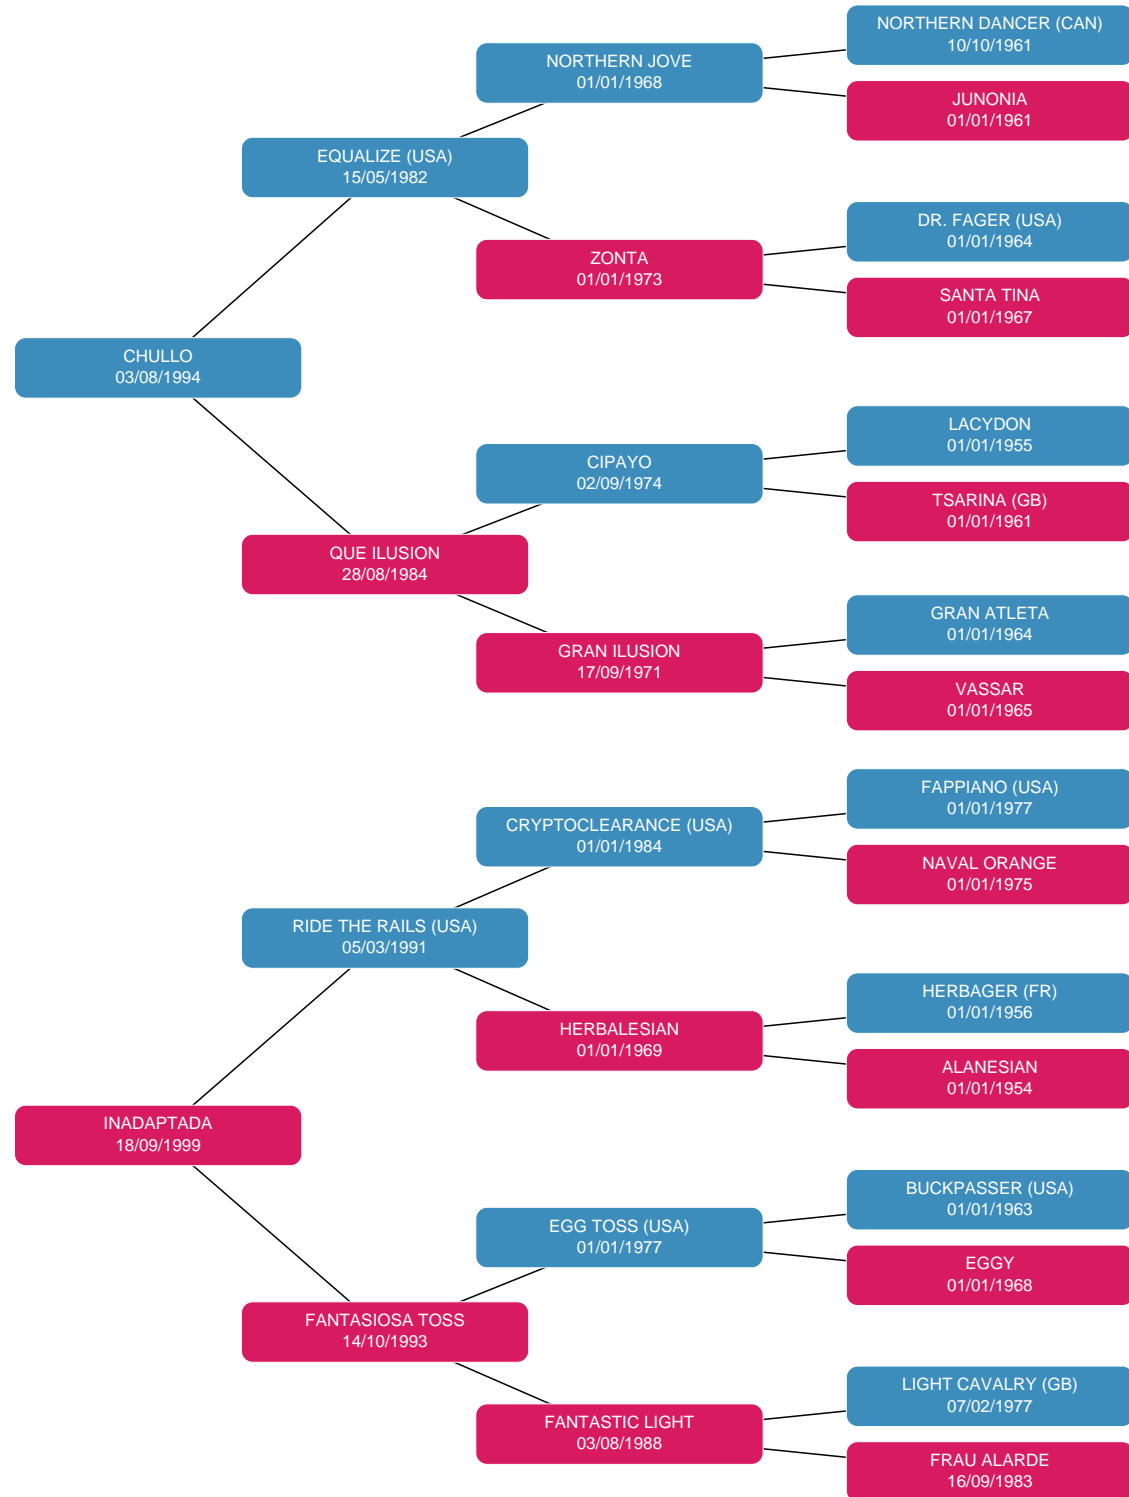 NORTHERN DANCER (CAN)
10/10/1961
NORTHERN JOVE
01/01/1968
JUNONIA
01/01/1961
EQUALIZE (USA)
15/05/1982
DR. FAGER (USA)
01/01/1964
ZONTA
01/01/1973
SANTA TINA
01/01/1967
CHULLO
03/08/1994
LACYDON
01/01/1955
CIPAYO
02/09/1974
TSARINA (GB)
01/01/1961
QUE ILUSION
28/08/1984
GRAN ATLETA
01/01/1964
GRAN ILUSION
17/09/1971
VASSAR
01/01/1965
FAPPIANO (USA)
01/01/1977
CRYPTOCLEARANCE (USA)
01/01/1984
NAVAL ORANGE
01/01/1975
RIDE THE RAILS (USA)
05/03/1991
HERBAGER (FR)
01/01/1956
HERBALESIAN
01/01/1969
ALANESIAN
01/01/1954
INADAPTADA
18/09/1999
BUCKPASSER (USA)
01/01/1963
EGG TOSS (USA)
01/01/1977
EGGY
01/01/1968
FANTASIOSA TOSS
14/10/1993
LIGHT CAVALRY (GB)
07/02/1977
FANTASTIC LIGHT
03/08/1988
FRAU ALARDE
16/09/1983